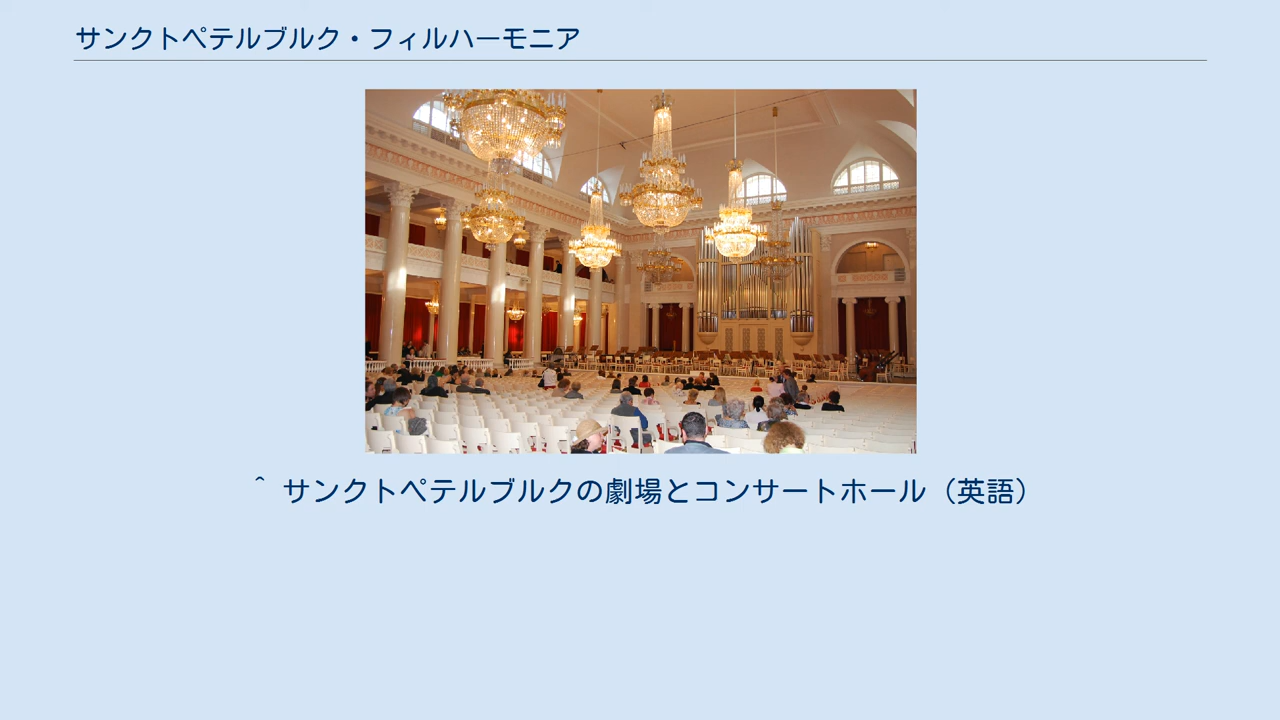 サンクトペテルブルク・フィルハーモニア
^ サンクトペテルブルクの劇場とコンサートホール（英語）